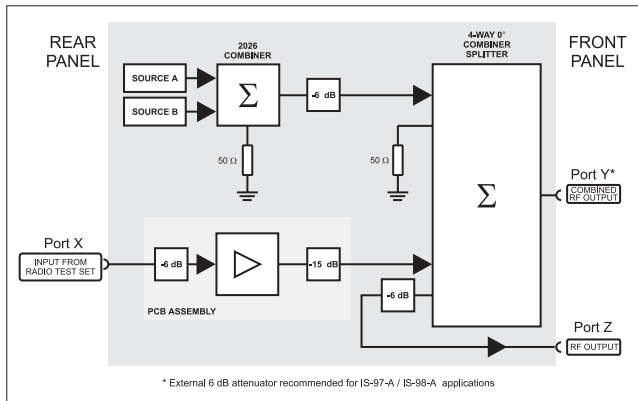 REAR
PANEL
2026
COMBINER
4-WAY 0°
COMBINER
SPLITTER
FRONT
PANEL
SOURCE A
SOURCE B
Σ
-6 dB
50 Ω
50 Ω
Σ
Port Y*
COMBINED
RF OUTPUT
Port X
INPUT FROM
RADIO TEST SET
-6 dB
-15 dB
PCB ASSEMBLY
-6 dB
Port Z
RF OUTPUT
* External 6 dB attenuator recommended for IS-97-A / IS-98-A applications